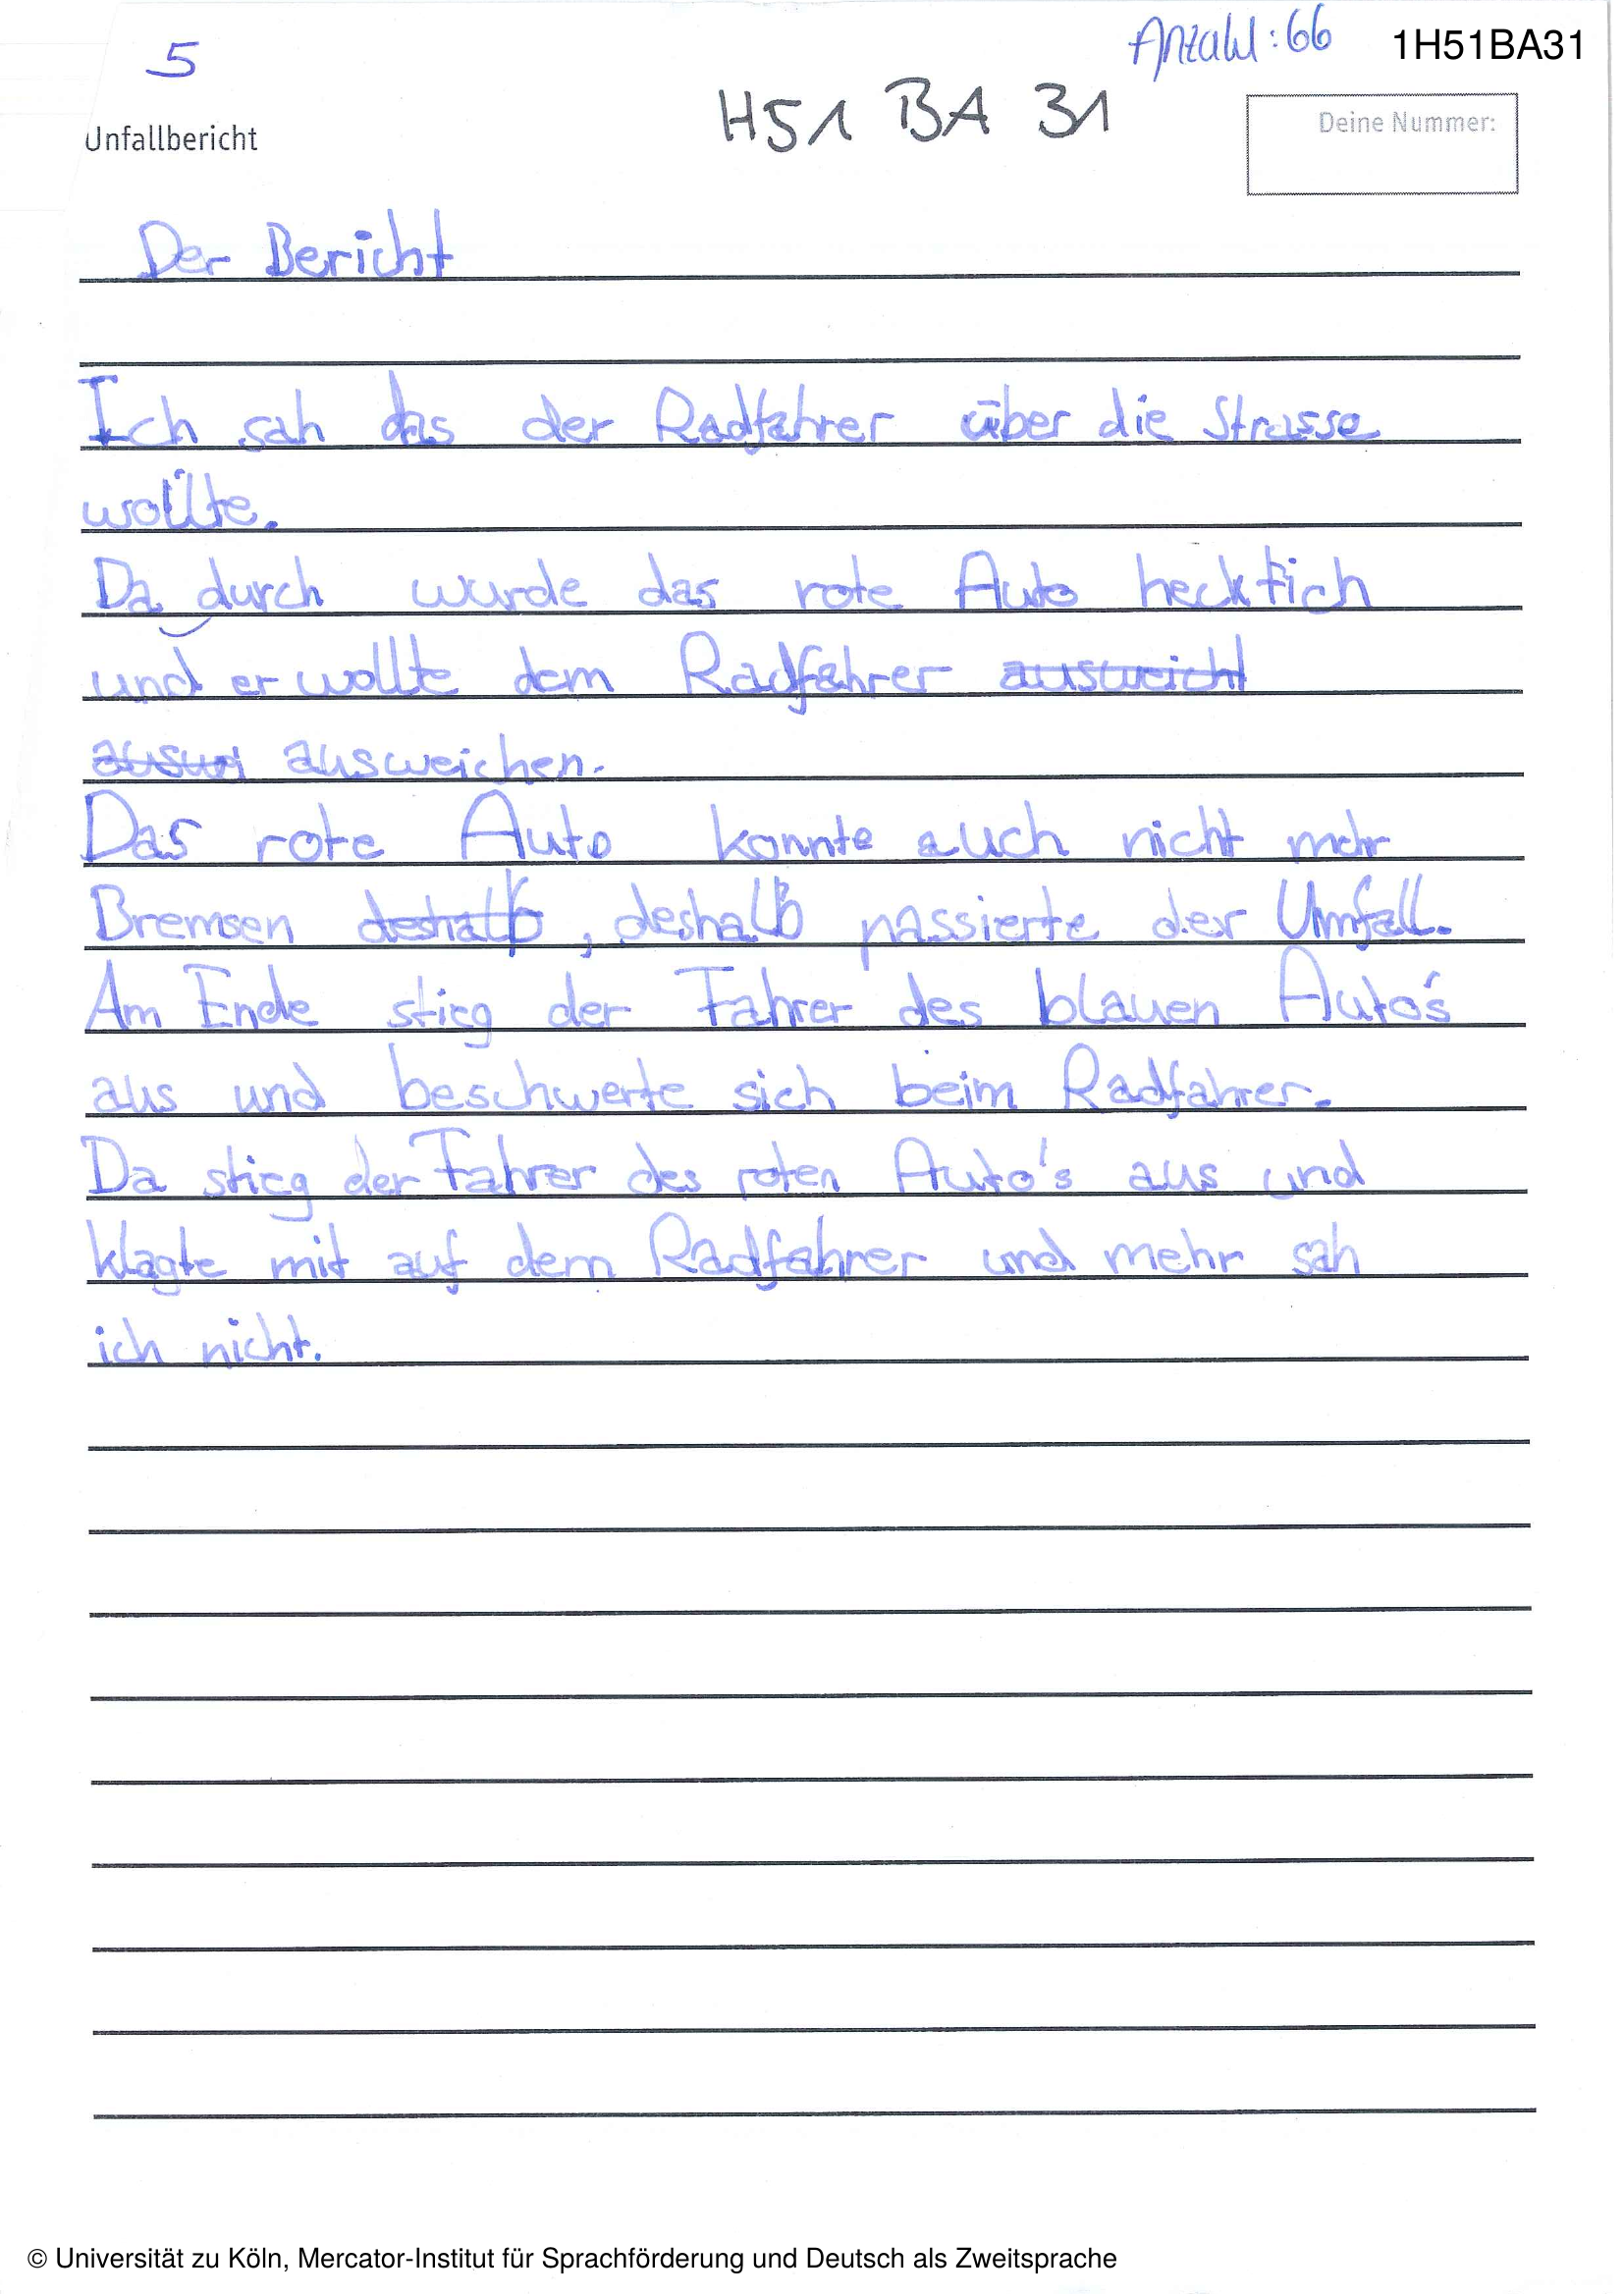 5
Anzahl: 66
1H51BA31
H51 BA 31
Deine Nummer:
Unfallbericht
Der Bericht
Ich sah das der Radfahrer über die Strasse
wollte.
Da durch wurde das rote Auto hecktich
und er wollte dem Radfahrer ausweicht
auswei ausweichen.
Das rote Auto konnte auch nicht mehr
Bremsen deshalb, deshalb passierte der Umfall.
Am Ende stieg der Fahrer des blauen Auto's
aus und beschwerte sich beim Radfahrer.
Da stieg der Fahrer des roten Auto's aus und
klagte mit auf dem Radfahrer und mehr sah
ich nicht.
© Universität zu Köln, Mercator-Institut für Sprachförderung und Deutsch als Zweitsprache